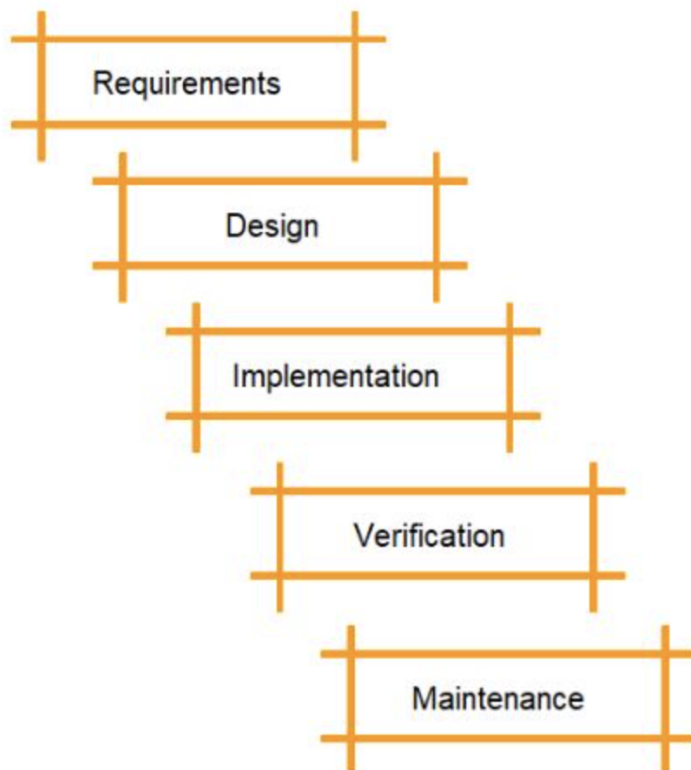 Requirements
Design
Implementation
Verification
Maintenance